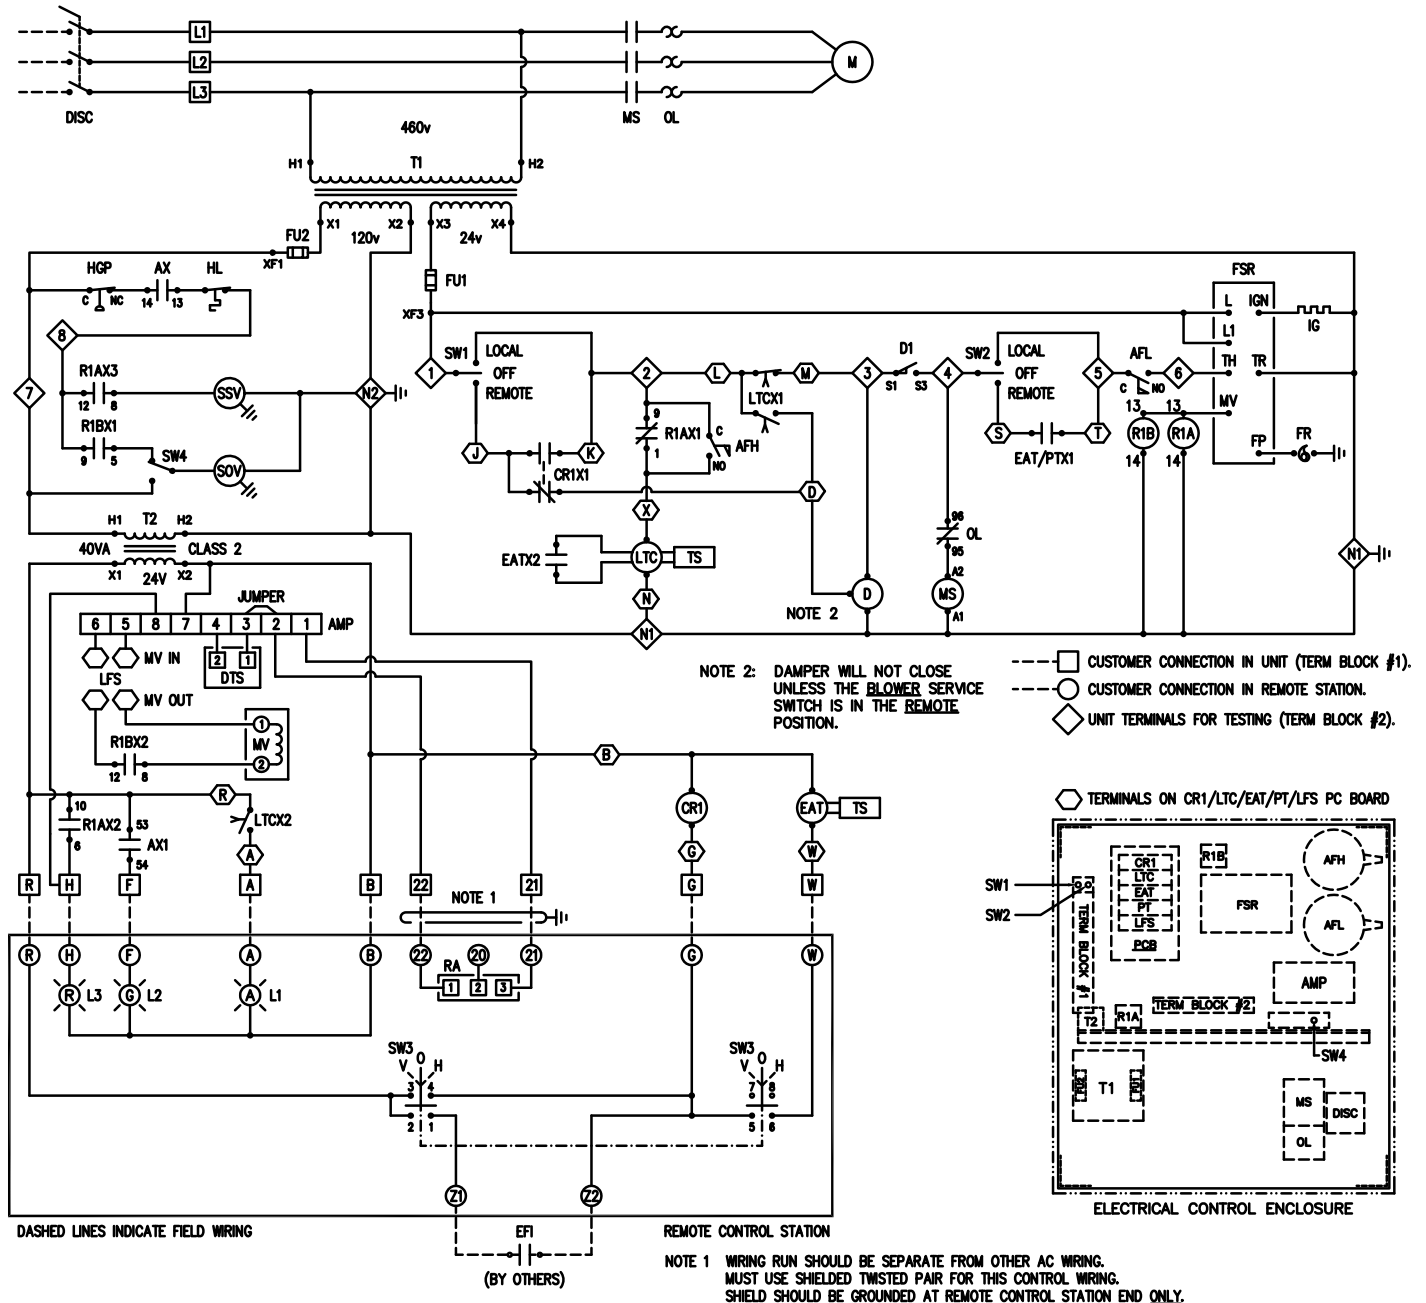 L1
L2
L3
M
DISC
MS OL
460v
H1 T1 H2
X1 X2 X3 X4
FU2 120v 24v
XF1
FU1
HGP AX HL
C NC 14 13
XF3
FSR
L IGN
IG
L1
8
SW1 LOCAL
OFF
REMOTE
1
2
L
M
3
D1
S1 S3
4
SW2 LOCAL
OFF
REMOTE
5
AFL
C NO
6
TH TR
MV
FP FR
7
R1AX3
12 8
SSV
N2
R1BX1
9 5
SW4
SOV
J
K
CR1X1
9
R1AX1
1
C
AFH
NO
LTCX1
D
S
T
EAT/PTX1
13 13
R1B R1A
14 14
X
96
OL
95
H1 T2 H2
40VA CLASS 2
X1 24V X2
EATX2
LTC
TS
N
N1
NOTE 2
D
A2
MS
A1
N1
JUMPER
6 5 8 7 4 3 2 1 AMP
MV IN
LFS
2 1
DTS
MV OUT
1
MV
2
R1BX2
12 8
NOTE 2: DAMPER WILL NOT CLOSE
UNLESS THE BLOWER SERVICE
SWITCH IS IN THE REMOTE
POSITION.
CUSTOMER CONNECTION IN UNIT (TERM BLOCK #1).
CUSTOMER CONNECTION IN REMOTE STATION.
UNIT TERMINALS FOR TESTING (TERM BLOCK #2).
TERMINALS ON CR1/LTC/EAT/PT/LFS PC BOARD
B
R
10
R1AX2
6
53
AX1
54
LTCX2
A
CR1
EAT
TS
G
W
R H F A B 22 21 G W
NOTE 1
R H F A B 22 20 21 G W
RA
1 2 3
R L3 G L2 A L1
SW3
V O H
3 4
2 1
SW3
V O H
7 8
5 6
Z1
Z2
DASHED LINES INDICATE FIELD WIRING
REMOTE CONTROL STATION
EF1
(BY OTHERS)
NOTE 1 WIRING RUN SHOULD BE SEPARATE FROM OTHER AC WIRING.
MUST USE SHIELDED TWISTED PAIR FOR THIS CONTROL WIRING.
SHIELD SHOULD BE GROUNDED AT REMOTE CONTROL STATION END ONLY.
SW1
SW2
TERM BLOCK #1
CR1
LTC
EAT
PT
LFS
PCB
R1B
FSR
AFH
AFL
AMP
TERM BLOCK #2
T2
R1A
SW4
FU2
T1
FU1
MS
OL
DISC
ELECTRICAL CONTROL ENCLOSURE